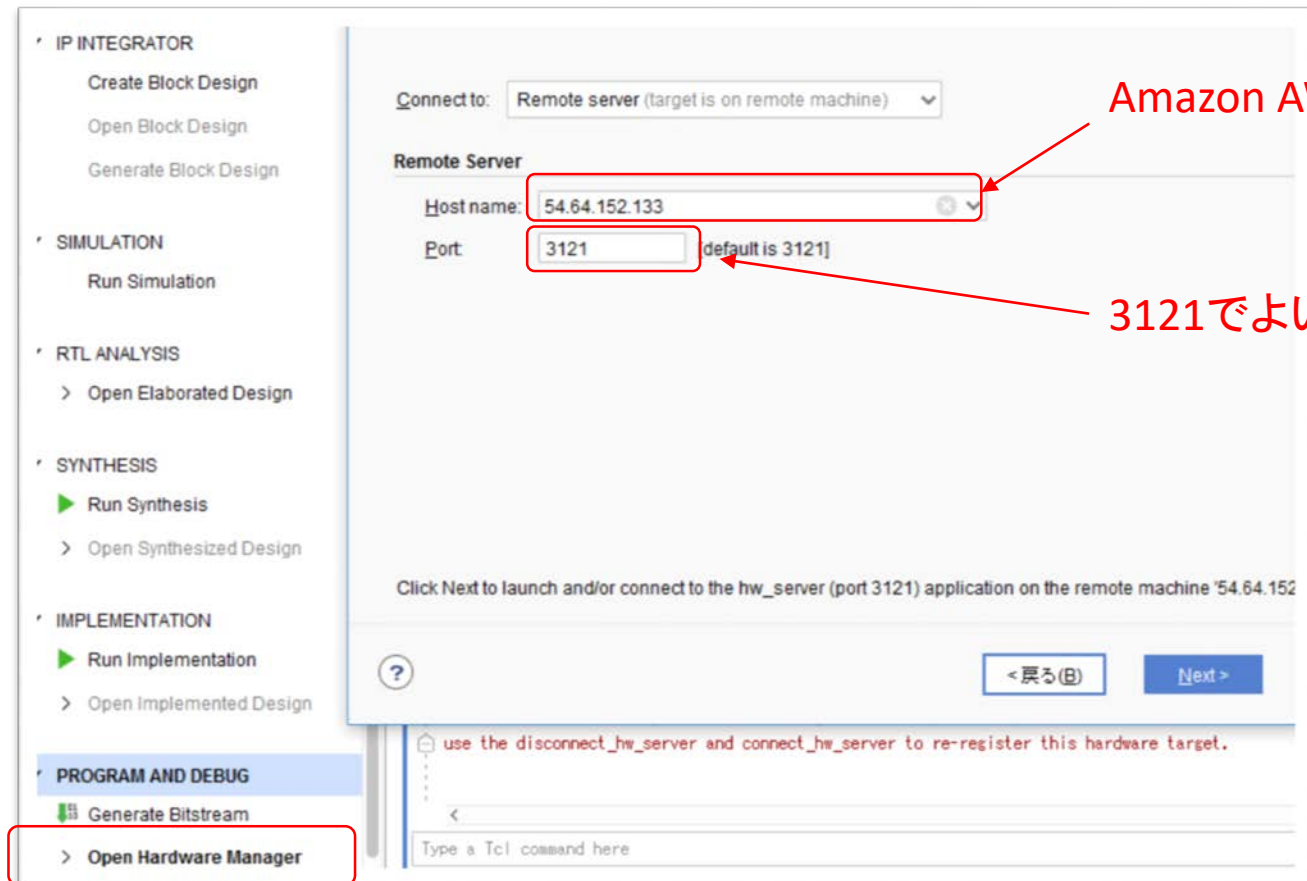 IP INTEGRATOR
Create Block Design
Open Block Design
Generate Block Design
SIMULATION
Run Simulation
RTL ANALYSIS
Open Elaborated Design
SYNTHESIS
Run Synthesis
Open Synthesized Design
IMPLEMENTATION
Run Implementation
Open Implemented Design
PROGRAM AND DEBUG
Generate Bitstream
Open Hardware Manager
Connect to: Remote server (target is on remote machine)
Remote Server
Host name: 54.64.152.133
Port: 3121 [default is 3121]
Amazon A
3121でよい
Click Next to launch and/or connect to the hw_server (port 3121) application on the remote machine '54.64.152
?
<戻る(B)
Next >
use the disconnect_hw_server and connect_hw_server to re-register this hardware target.
<
Type a Tcl command here